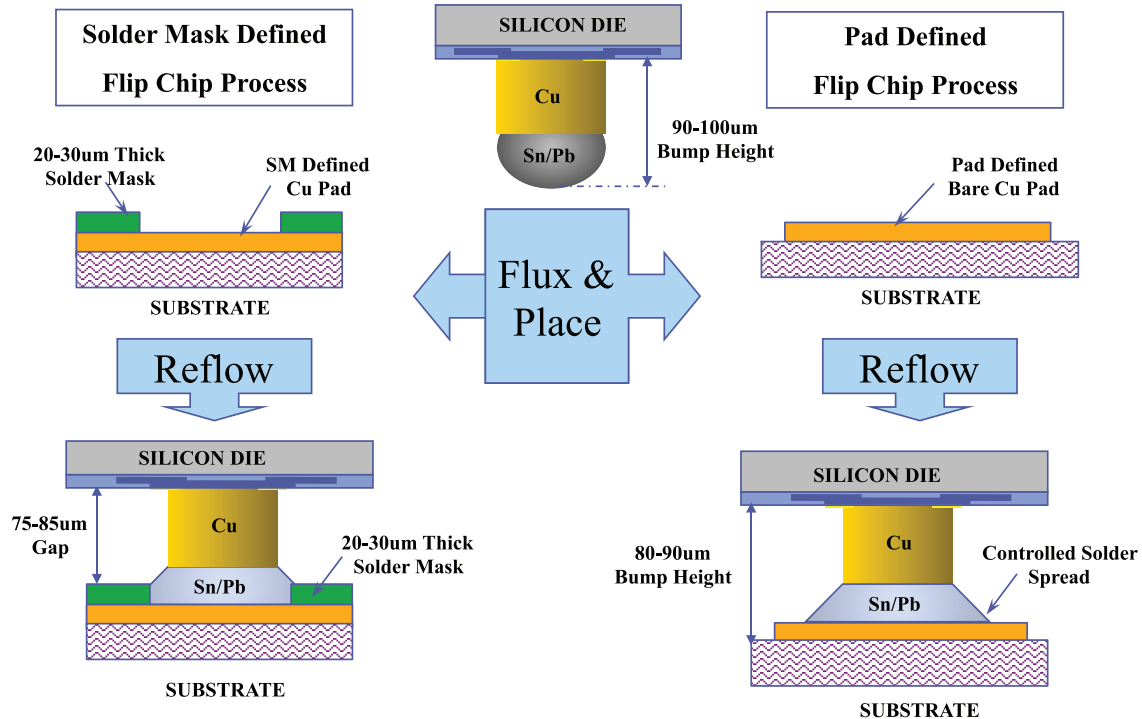 Solder Mask Defined
Flip Chip Process
SILICON DIE
Cu
Sn/Pb
90-100um
Bump Height
Pad Defined
Flip Chip Process
20-30um Thick
Solder Mask
SM Defined
Cu Pad
SUBSTRATE
Flux &
Place
Pad Defined
Bare Cu Pad
SUBSTRATE
Reflow
Reflow
SILICON DIE
75-85um
Gap
Cu
20-30um Thick
Solder Mask
Sn/Pb
SUBSTRATE
SILICON DIE
80-90um
Bump Height
Cu
Controlled Solder
Spread
Sn/Pb
SUBSTRATE